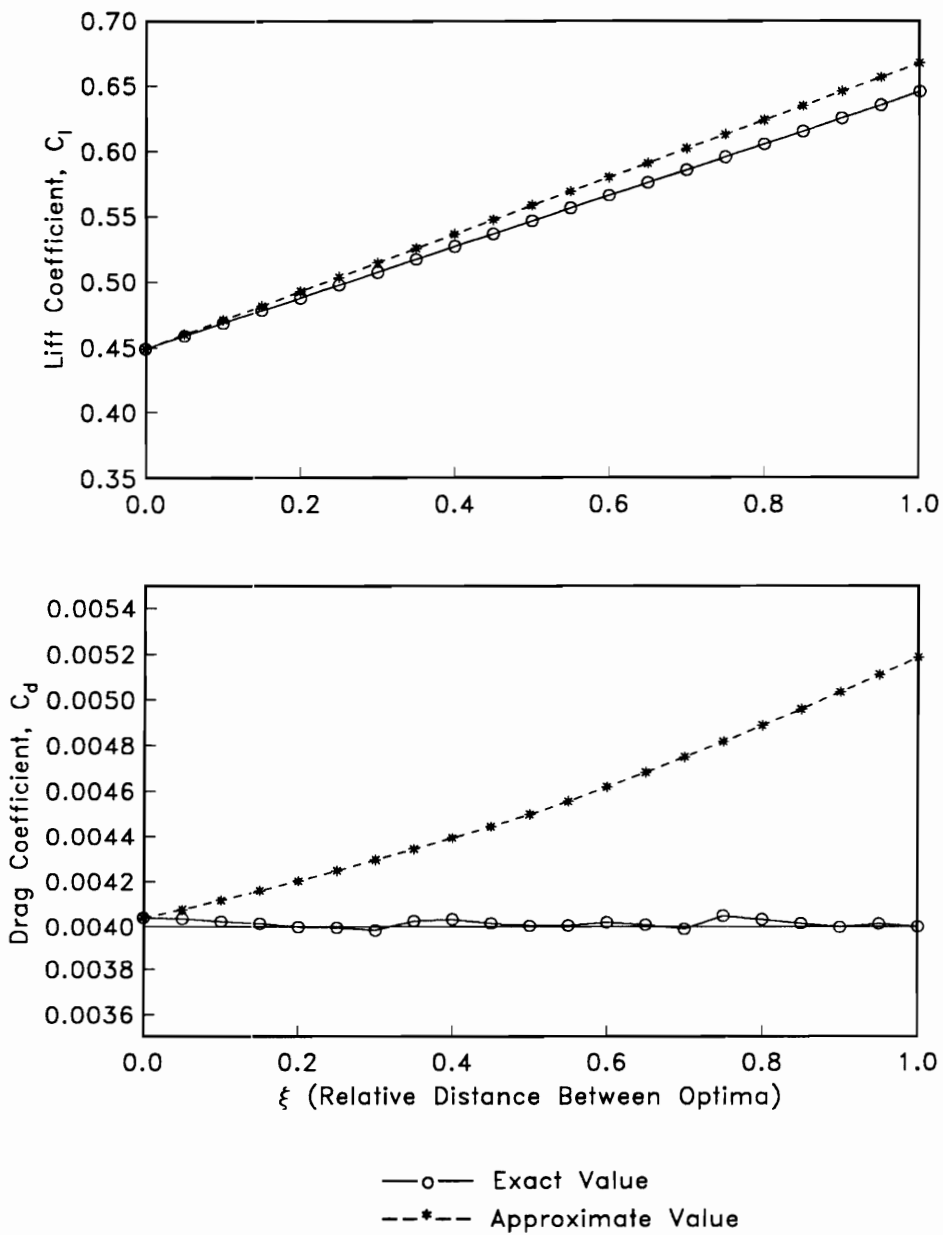 0.70
0.65
0.60
0.55
0.50
0.45
0.40
0.35
Lift Coefficient, C_l
0.0 0.2 0.4 0.6 0.8 1.0
0.0054
0.0052
0.0050
0.0048
0.0046
0.0044
0.0042
0.0040
0.0038
0.0036
Drag Coefficient, C_d
0.0 0.2 0.4 0.6 0.8 1.0
ξ (Relative Distance Between Optima)
Exact Value
Approximate Value